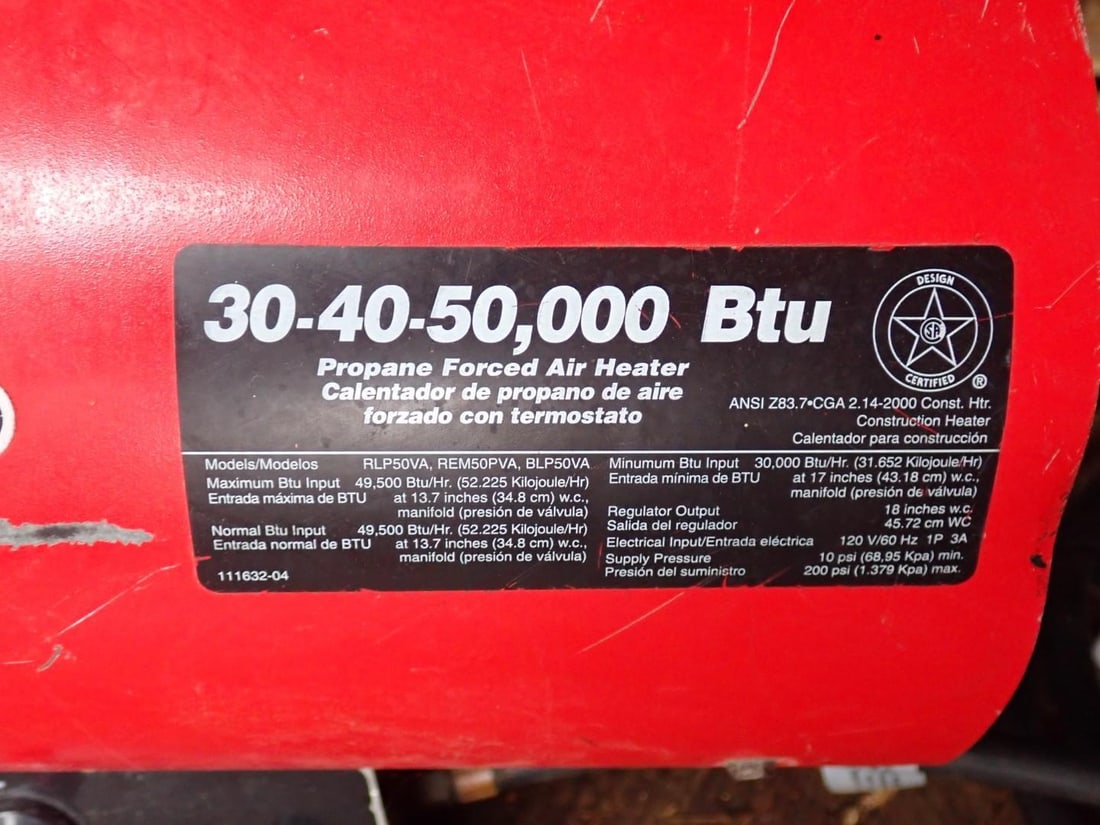 30-40-50,000 Btu
Propane Forced Air Heater
Calentador de propano de aire
forzado con termostato
DESIGN
CERTIFIED
®
ANSI Z83.7•CGA 2.14-2000 Const. Htr.
Construction Heater
Calentador para construcción
Models/Modelos RLP50VA, REM50PVA, BLP50VA
Maximum Btu Input 49,500 Btu/Hr. (52.225 Kilojoule/Hr)
Entrada máxima de BTU at 13.7 inches (34.8 cm) w.c.,
manifold (presión de válvula)
Normal Btu Input 49,500 Btu/Hr. (52.225 Kilojoule/Hr)
Entrada normal de BTU at 13.7 inches (34.8 cm) w.c.,
manifold (presión de válvula)
111632-04
Minumum Btu Input 30,000 Btu/Hr. (31.652 Kilojoule/Hr)
Entrada mínima de BTU at 17 inches (43.18 cm) w.c.,
manifold (presión de válvula)
Regulator Output 18 inches w.c.
Salida del regulador 45.72 cm WC
Electrical Input/Entrada eléctrica 120 V/60 Hz 1P 3A
Supply Pressure 10 psi (68.95 Kpa) min.
Presión del suministro 200 psi (1.379 Kpa) max.